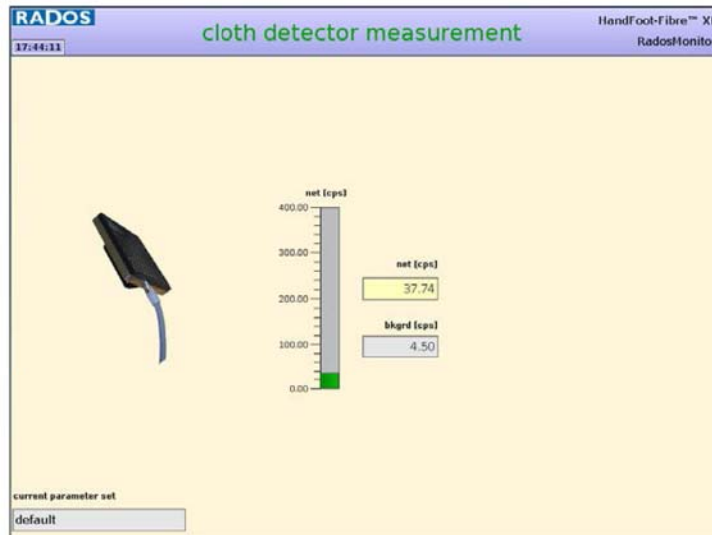 RADOS
cloth detector measurement
HandFoot-Fibre™
RadosMonito
17:44:11
net [cps]
400.00
300.00
200.00
100.00
0.00
net [cps]
37.74
bkgrd [cps]
4.50
current parameter set
default